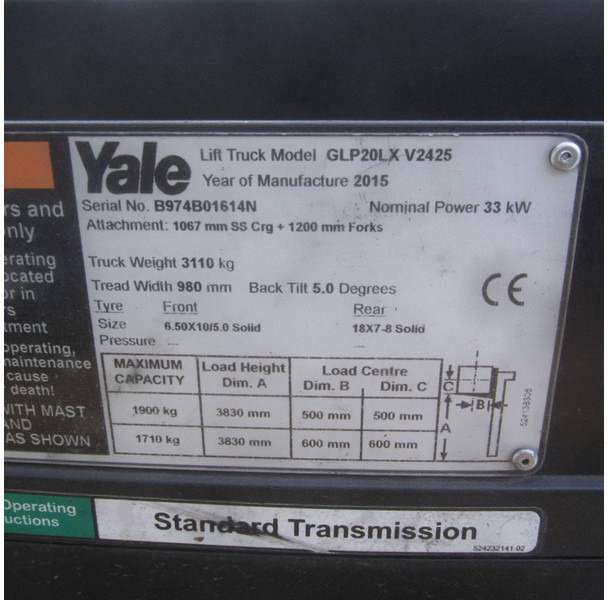 Yale
Lift Truck Model GLP20LX V2425
Year of Manufacture 2015
Serial No. B974B01614N Nominal Power 33 kW
Attachment: 1067 mm SS Crg + 1200 mm Forks
Truck Weight 3110 kg
Tread Width 980 mm Back Tilt 5.0 Degrees
CE
Tyre Front Rear
Size 6.50X10/5.0 Solid 18X7-8 Solid
Pressure
MAXIMUM CAPACITY Load Height Dim. A Load Centre Dim. B Dim. C
1900 kg 3830 mm 500 mm 500 mm
1710 kg 3830 mm 600 mm 600 mm
C
B
A
rs and
only
erating
ocated
or in
rs
tment
operating,
maintenance
cause
death!
WITH MAST
AND
AS SHOWN
Operating
uctions
Standard Transmission
524232141.02